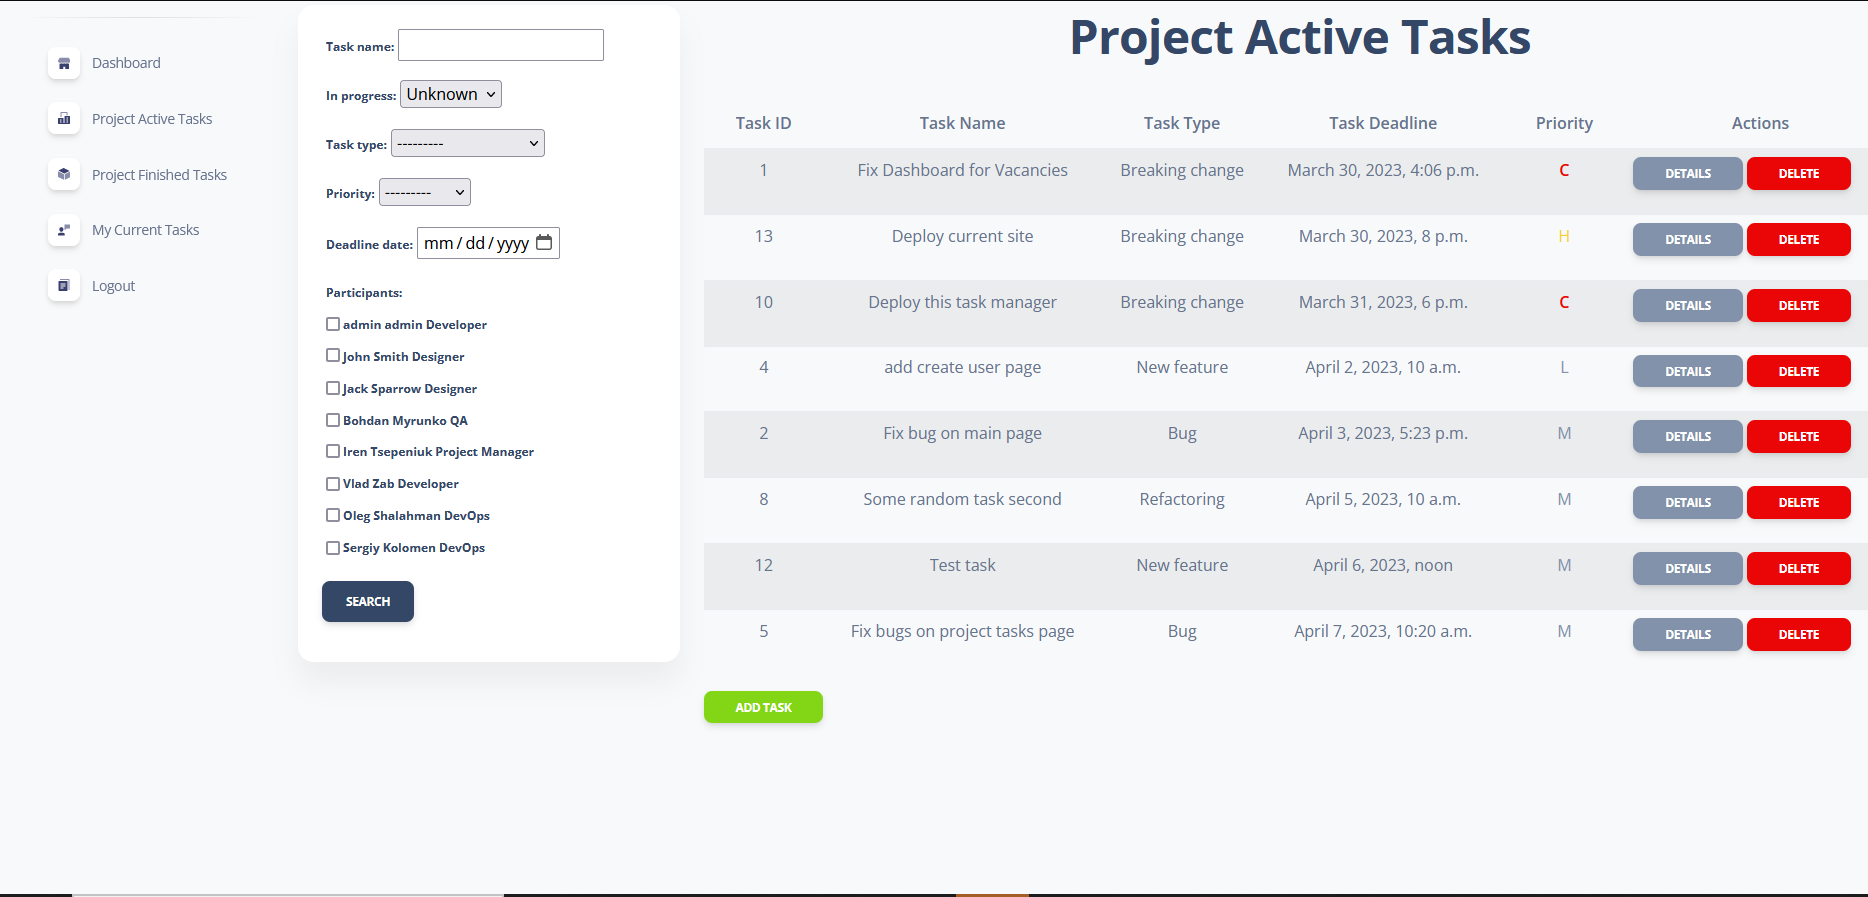 Dashboard
Project Active Tasks
Project Finished Tasks
My Current Tasks
Logout
Task name:
In progress: Unknown
Task type: ---------
Priority: ---------
Deadline date: mm/dd/yyyy
Participants:
admin admin Developer
John Smith Designer
Jack Sparrow Designer
Bohdan Myrunko QA
Iren Tsepeniuk Project Manager
Vlad Zab Developer
Oleg Shalahman DevOps
Sergiy Kolomen DevOps
SEARCH
Project Active Tasks
Task ID Task Name Task Type Task Deadline Priority Actions
1 Fix Dashboard for Vacancies Breaking change March 30, 2023, 4:06 p.m. C DETAILS DELETE
13 Deploy current site Breaking change March 30, 2023, 8 p.m. H DETAILS DELETE
10 Deploy this task manager Breaking change March 31, 2023, 6 p.m. C DETAILS DELETE
4 add create user page New feature April 2, 2023, 10 a.m. L DETAILS DELETE
2 Fix bug on main page Bug April 3, 2023, 5:23 p.m. M DETAILS DELETE
8 Some random task second Refactoring April 5, 2023, 10 a.m. M DETAILS DELETE
12 Test task New feature April 6, 2023, noon M DETAILS DELETE
5 Fix bugs on project tasks page Bug April 7, 2023, 10:20 a.m. M DETAILS DELETE
ADD TASK